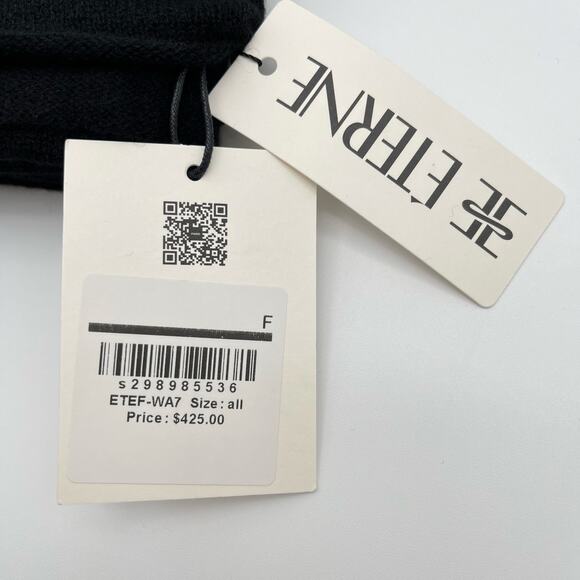 ÉTERNE
F
s298985536
ETEF-WA7 Size: all
Price: $425.00